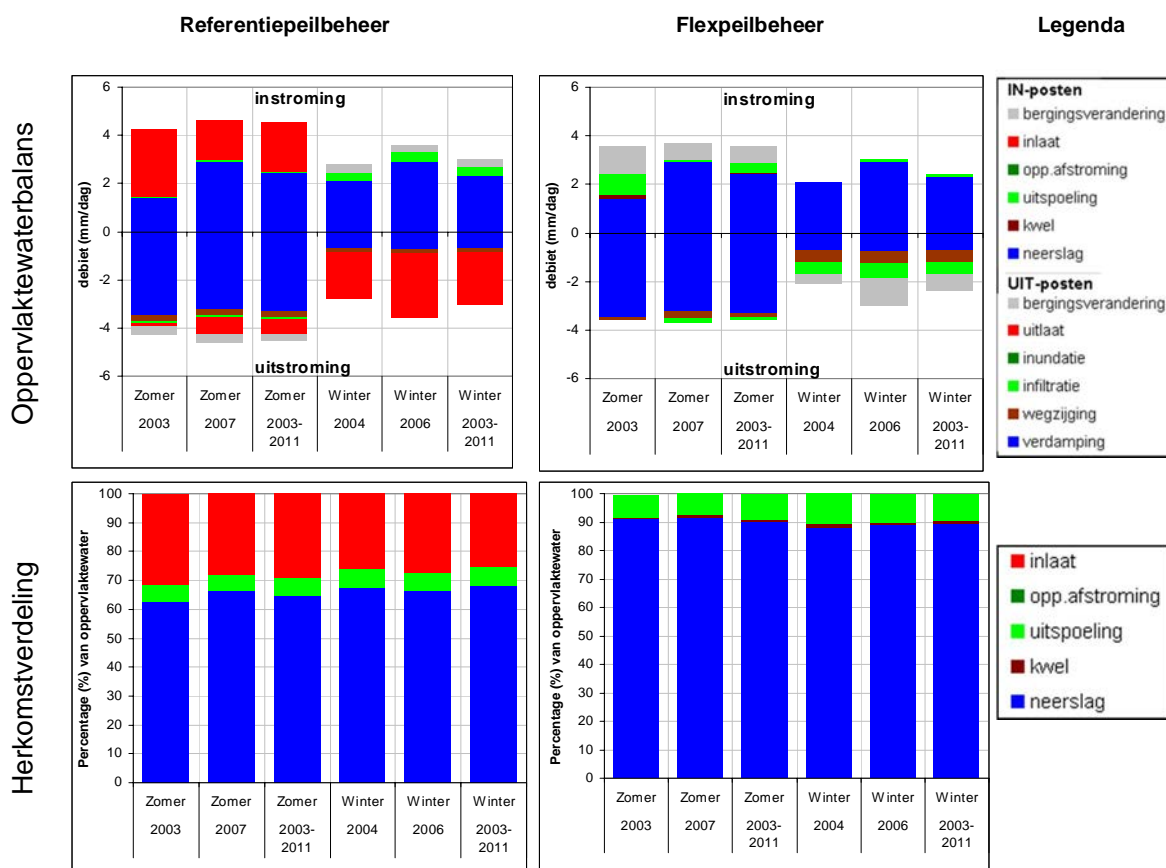 Referentiepeilbeheer
Flexpeilbeheer
Legenda
Oppervlaktewaterbalans
debiet (mm/dag)
6
4
2
0
-2
-4
-6
instroming
uitstroming
Zomer Zomer Zomer Winter Winter Winter
2003 2007 2003- 2004 2006 2003-
2011 2011
debiet (mm/dag)
6
4
2
0
-2
-4
-6
instroming
uitstroming
Zomer Zomer Zomer Winter Winter Winter
2003 2007 2003- 2004 2006 2003-
2011 2011
IN-posten
bergingsverandering
inlaat
opp.afstroming
uitspoeling
kwel
neerslag
UIT-posten
bergingsverandering
uitlaat
inundatie
infiltratie
wegzijging
verdamping
Herkomstverdeling
Percentage (%) van oppervlaktewater
100
90
80
70
60
50
40
30
20
10
0
Zomer Zomer Zomer Winter Winter Winter
2003 2007 2003- 2004 2006 2003-
2011 2011
Percentage (%) van oppervlaktewater
100
90
80
70
60
50
40
30
20
10
0
Zomer Zomer Zomer Winter Winter Winter
2003 2007 2003- 2004 2006 2003-
2011 2011
inlaat
opp.afstroming
uitspoeling
kwel
neerslag